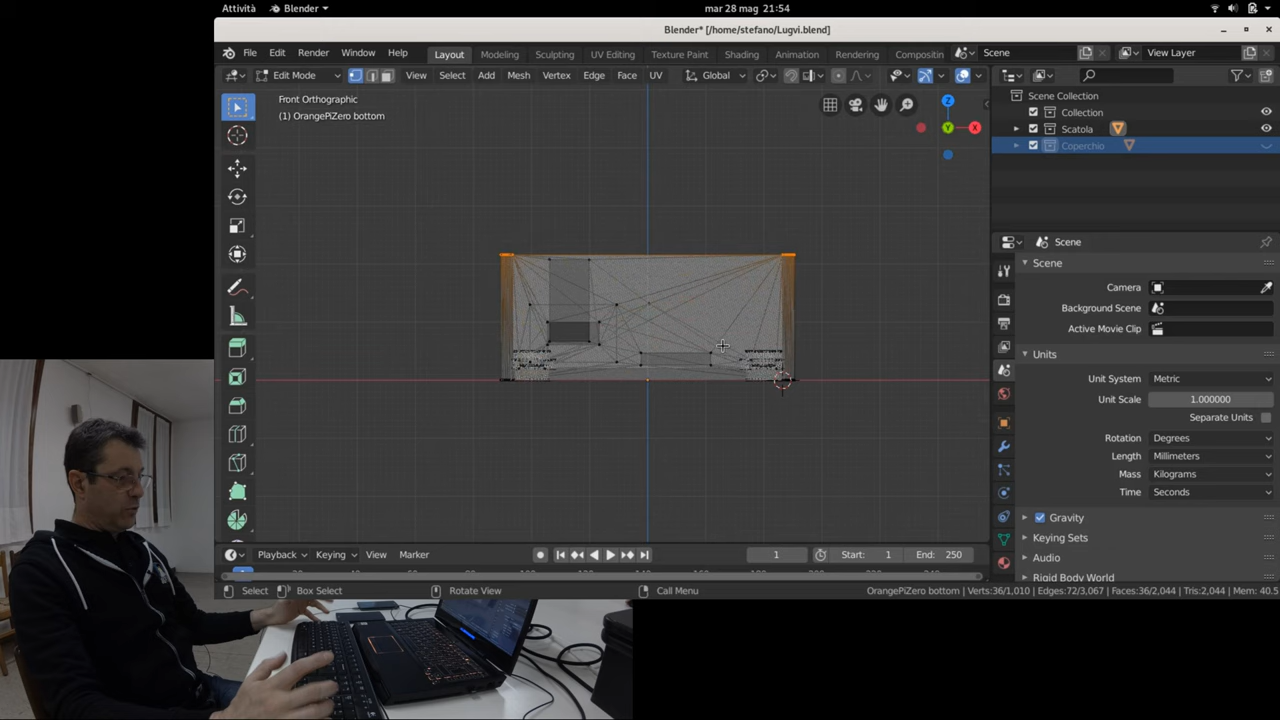 Attività
Blender
mar 28 mag 21:54
Blender* [/home/stefano/Lugvi.blend]
File Edit Render Window Help
Layout Modeling Sculpting UV Editing Texture Paint Shading Animation Rendering Compositin
Scene
View Layer
Edit Mode
View Select Add Mesh Vertex Edge Face UV
Global
Front Orthographic
(1) OrangePiZero bottom
Z
Y
X
Scene Collection
Collection
Scatola
Coperchio
Scene
Scene
Camera
Background Scene
Active Movie Clip
Units
Unit System Metric
Unit Scale 1.000000
Separate Units
Rotation Degrees
Length Millimeters
Mass Kilograms
Time Seconds
Gravity
Keying Sets
Audio
Rigid Body World
Playback Keying View Marker
1
Start: 1
End: 250
Select
Box Select
Rotate View
Call Menu
OrangePiZero bottom | Verts:36/1,010 | Edges:72/3,067 | Faces:36/2,044 | Tris:2,044 | Mem: 40.5